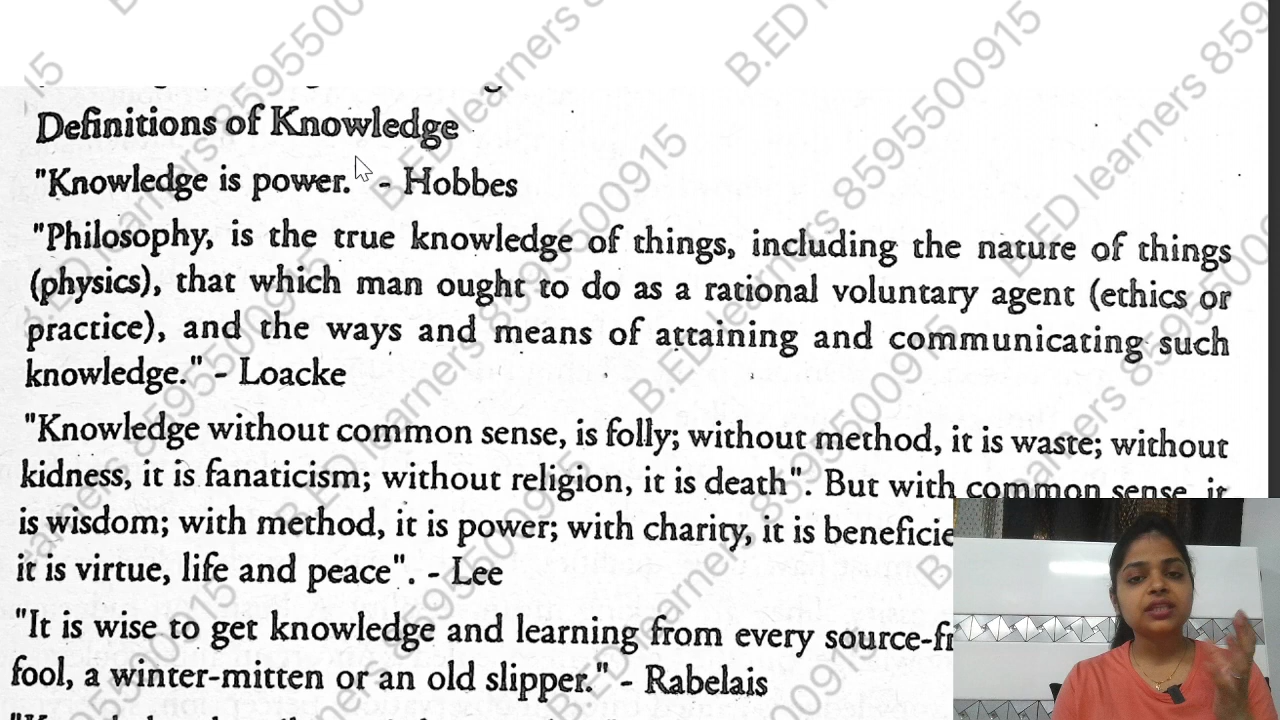 Definitions of Knowledge
"Knowledge is power." - Hobbes
"Philosophy, is the true knowledge of things, including the nature of things
(physics), that which man ought to do as a rational voluntary agent (ethics or
practice), and the ways and means of attaining and communicating such
knowledge." - Loacke
"Knowledge without common sense, is folly; without method, it is waste; without
kidness, it is fanaticism; without religion, it is death". But with common sense, it
is wisdom; with method, it is power; with charity, it is
it is virtue, life and peace". - Lee
"It is wise to get knowledge and learning from every
fool, a winter-mitten or an old slipper." - Rabelais
B.ED learners 8595500915